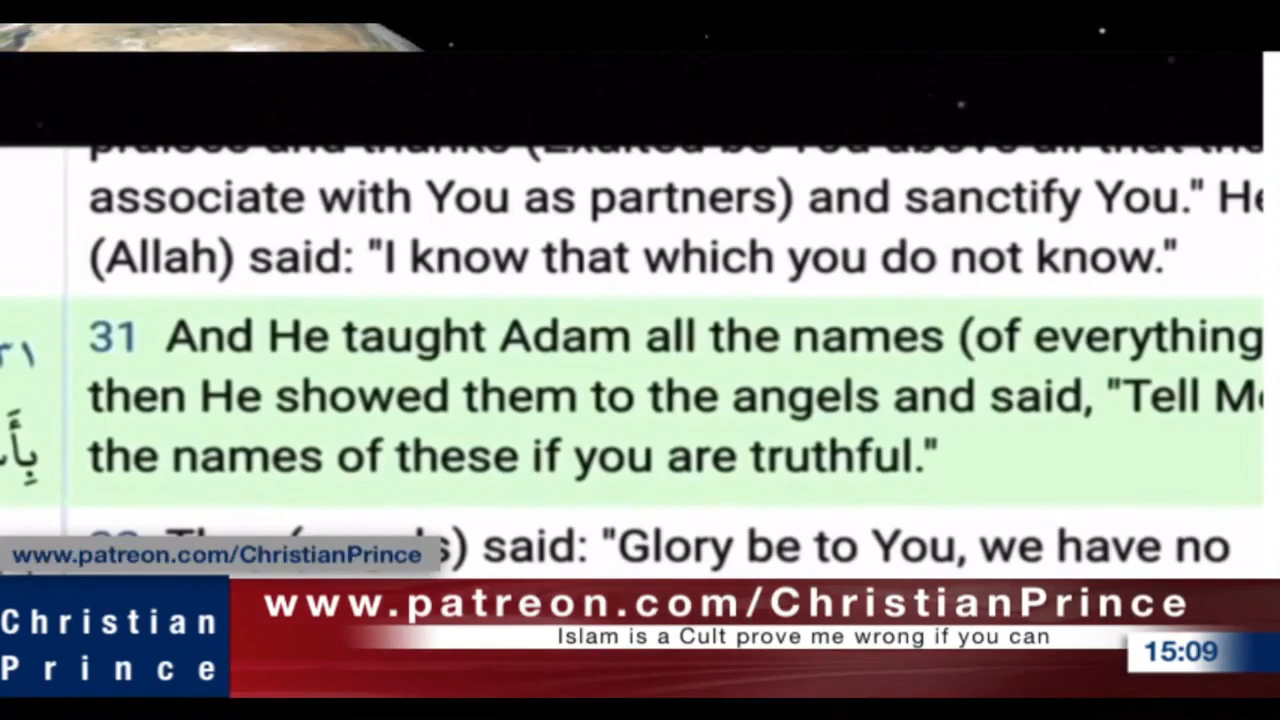 associate with You as partners) and sanctify You." He
(Allah) said: "I know that which you do not know."
31 And He taught Adam all the names (of everything
then He showed them to the angels and said, "Tell Me
the names of these if you are truthful."
said: "Glory be to You, we have no
www.patreon.com/ChristianPrince
www.patreon.com/ChristianPrince
Islam is a Cult prove me wrong if you can
Christian
Prince
15:09